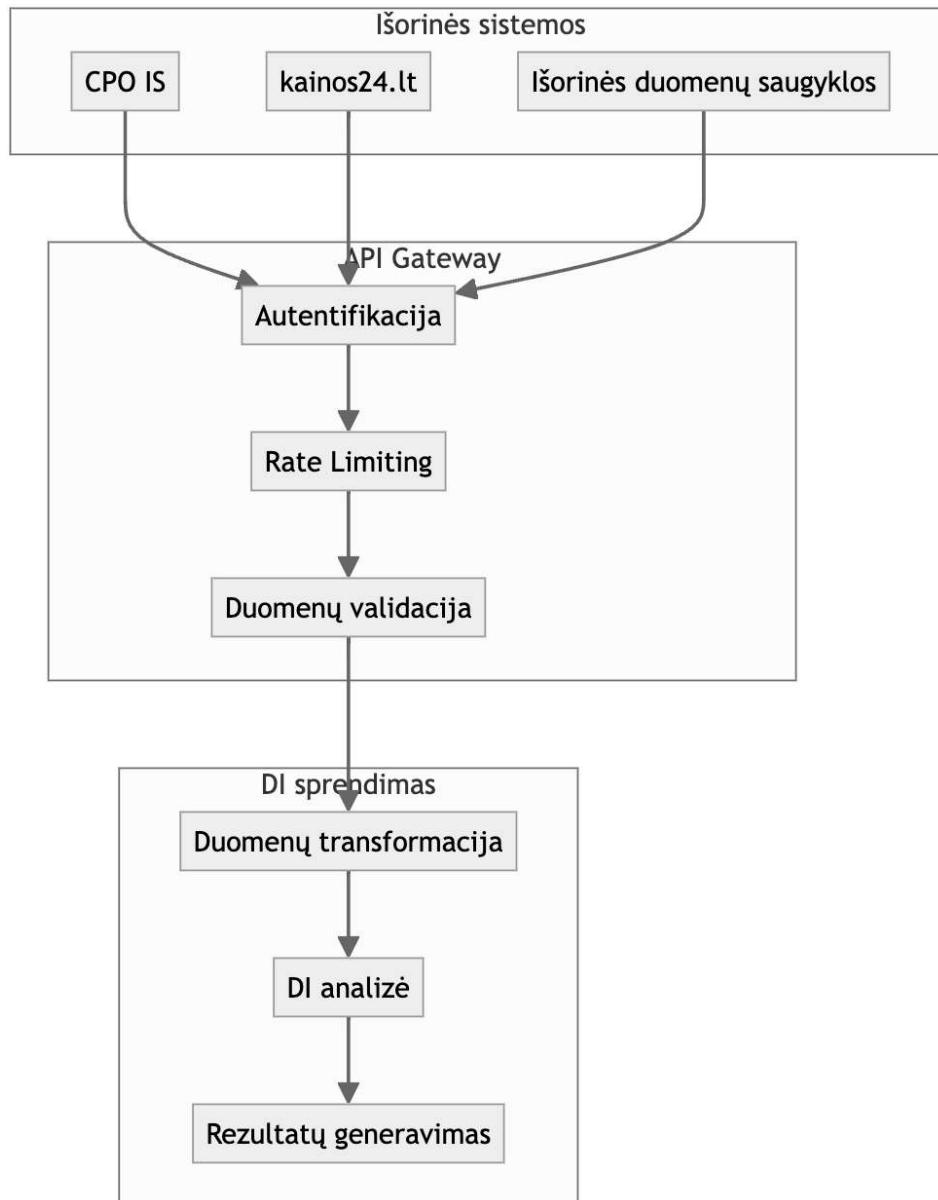 Išorinės sistemos
CPO IS
kainos24.lt
Išorinės duomenų saugyklos
API Gateway
Autentifikacija
Rate Limiting
Duomenų validacija
DI sprendimas
Duomenų transformacija
DI analizė
Rezultatų generavimas